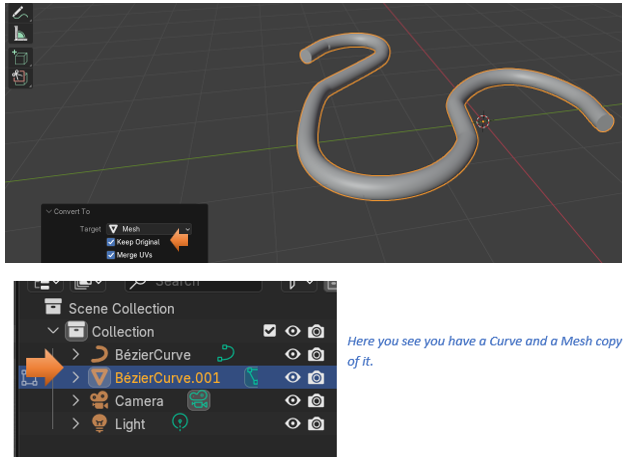 Convert To
Target Mesh
Keep Original
Merge UVs
Search
Scene Collection
Collection
BézierCurve
BézierCurve.001
Camera
Light
Here you see you have a Curve and a Mesh copy
of it.